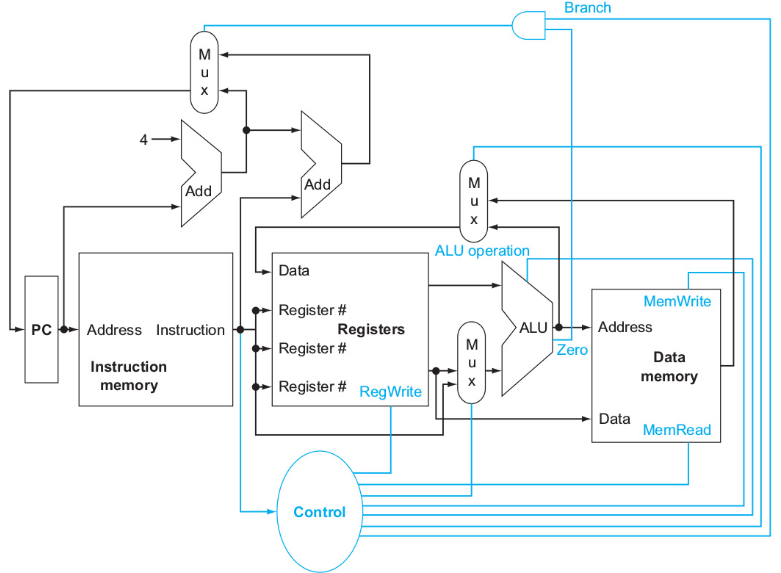 Branch
M
u
x
4
Add
Add
M
u
x
ALU operation
Data
Register #
Registers
Register #
Register #
RegWrite
PC
Address
Instruction
Instruction
memory
M
u
x
ALU
Zero
MemWrite
Address
Data
memory
Data
MemRead
Control